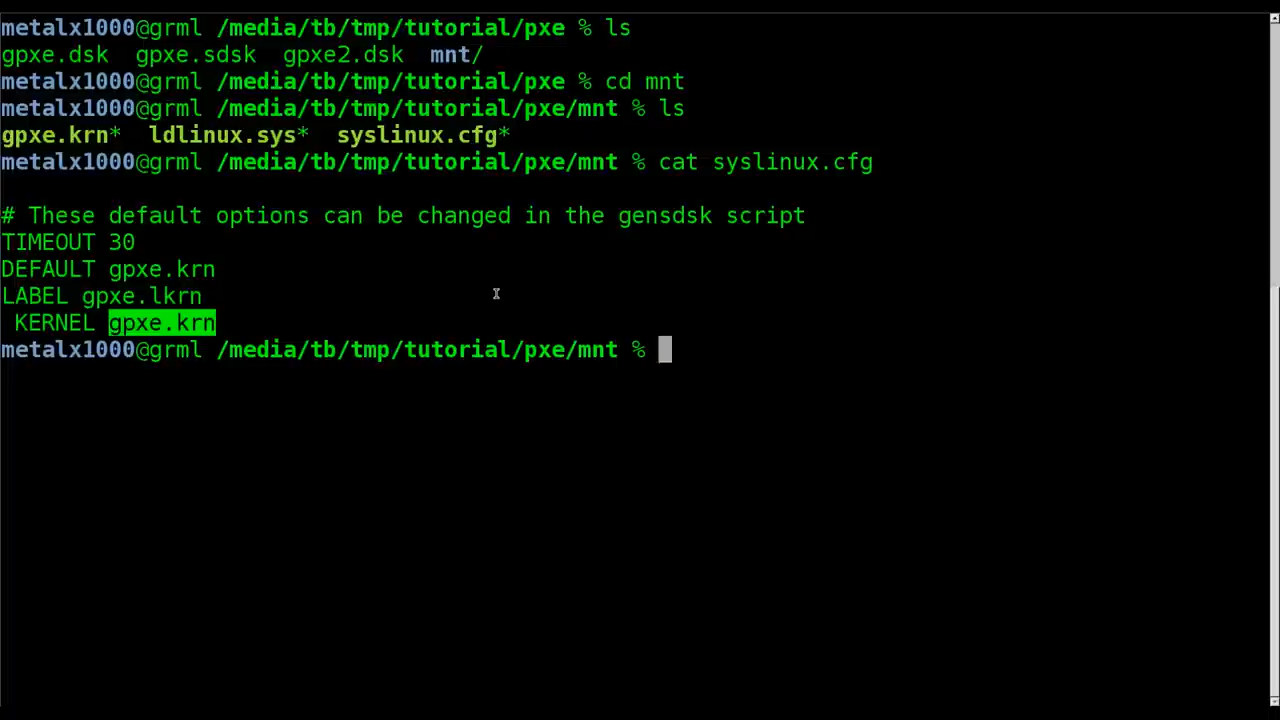 metalx1000@grml /media/tb/tmp/tutorial/pxe % ls
gpxe.dsk  gpxe.sdsk  gpxe2.dsk  mnt/
metalx1000@grml /media/tb/tmp/tutorial/pxe % cd mnt
metalx1000@grml /media/tb/tmp/tutorial/pxe/mnt % ls
gpxe.krn*  ldlinux.sys*  syslinux.cfg*
metalx1000@grml /media/tb/tmp/tutorial/pxe/mnt % cat syslinux.cfg
# These default options can be changed in the gensdsk script
TIMEOUT 30
DEFAULT gpxe.krn
LABEL gpxe.lkrn
 KERNEL gpxe.krn
metalx1000@grml /media/tb/tmp/tutorial/pxe/mnt %